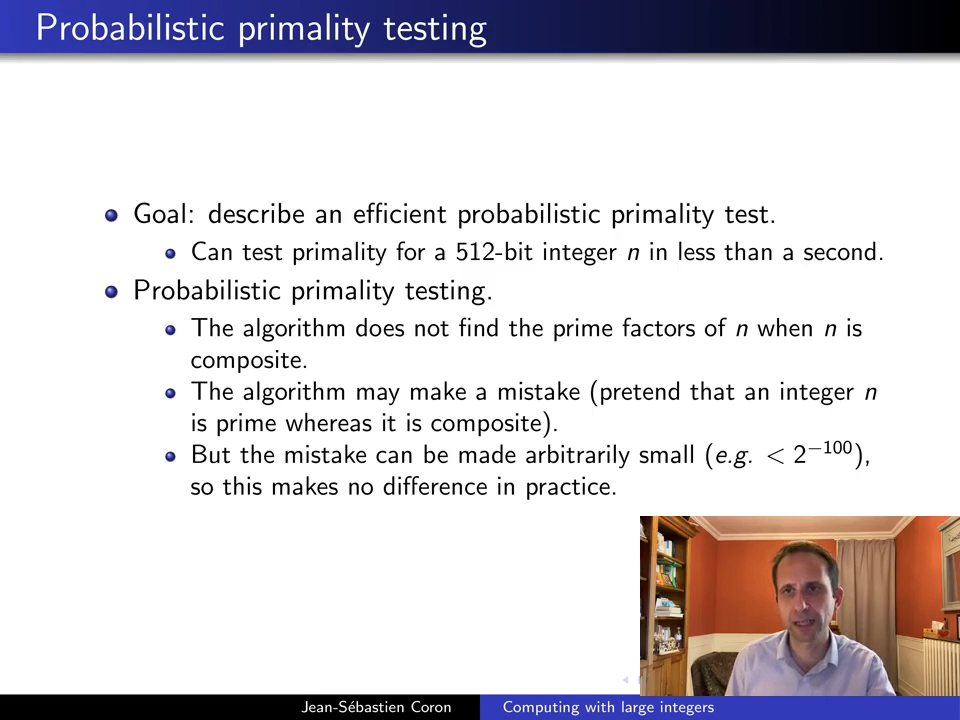 Probabilistic primality testing
Goal: describe an efficient probabilistic primality test.
Can test primality for a 512-bit integer n in less than a second.
Probabilistic primality testing.
The algorithm does not find the prime factors of n when n is
composite.
The algorithm may make a mistake (pretend that an integer n
is prime whereas it is composite).
But the mistake can be made arbitrarily small (e.g. < 2⁻¹⁰⁰),
so this makes no difference in practice.
Jean-Sébastien Coron
Computing with large integers